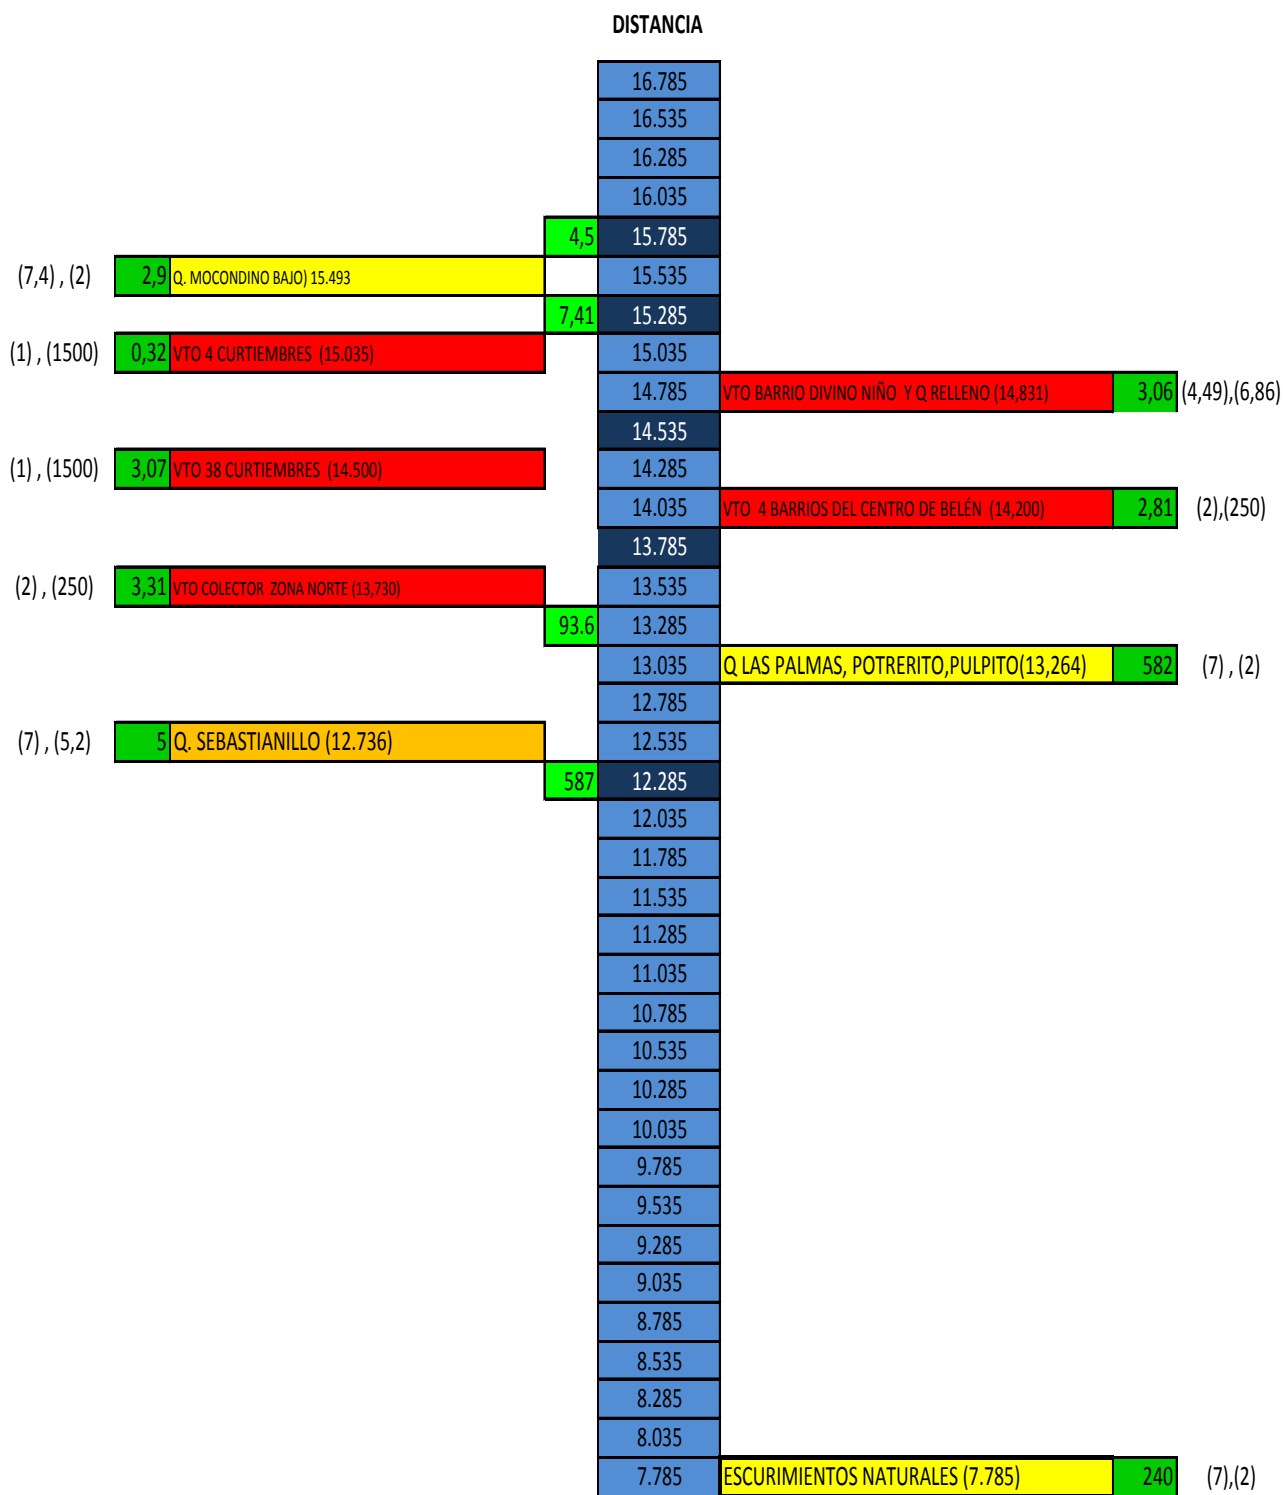 DISTANCIA
16.785
16.535
16.285
16.035
4,5 15.785
(7,4) , (2) 2,9 Q. MOCONDINO BAJO) 15.493 15.535
7,41 15.285
(1) , (1500) 0,32 VTO 4 CURTIEMBRES (15.035) 15.035
14.785 VTO BARRIO DIVINO NIÑO Y Q RELLENO (14,831) 3,06 (4,49),(6,86)
14.535
(1) , (1500) 3,07 VTO 38 CURTIEMBRES (14.500) 14.285
14.035 VTO 4 BARRIOS DEL CENTRO DE BELÉN (14,200) 2,81 (2),(250)
13.785
(2) , (250) 3,31 VTO COLECTOR ZONA NORTE (13,730) 13.535
93.6 13.285
13.035 Q LAS PALMAS, POTRERITO,PULPITO(13,264) 582 (7) , (2)
12.785
(7) , (5,2) 5 Q. SEBASTIANILLO (12.736) 12.535
587 12.285
12.035
11.785
11.535
11.285
11.035
10.785
10.535
10.285
10.035
9.785
9.535
9.285
9.035
8.785
8.535
8.285
8.035
7.785 ESCURIMIENTOS NATURALES (7.785) 240 (7),(2)